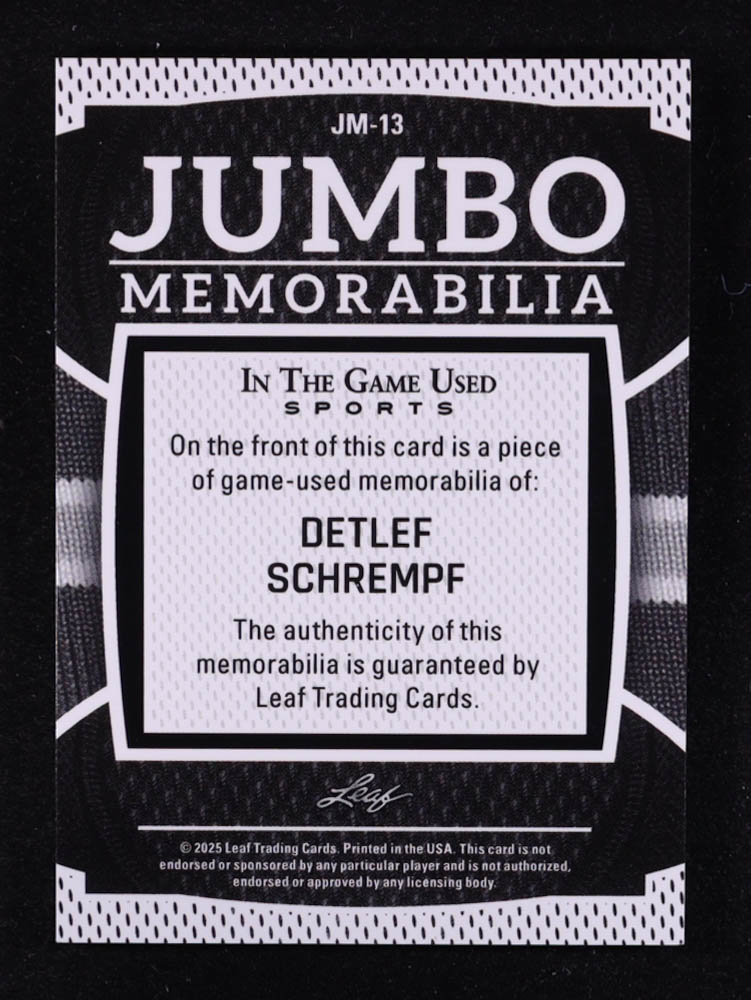 JM-13
JUMBO
MEMORABILIA
IN THE GAME USED
SPORTS
On the front of this card is a piece
of game-used memorabilia of:
DETLEF
SCHREMPF
The authenticity of this
memorabilia is guaranteed by
Leaf Trading Cards.
Leaf
© 2025 Leaf Trading Cards. Printed in the USA. This card is not
endorsed or sponsored by any particular player and is not authorized,
endorsed or approved by any licensing body.